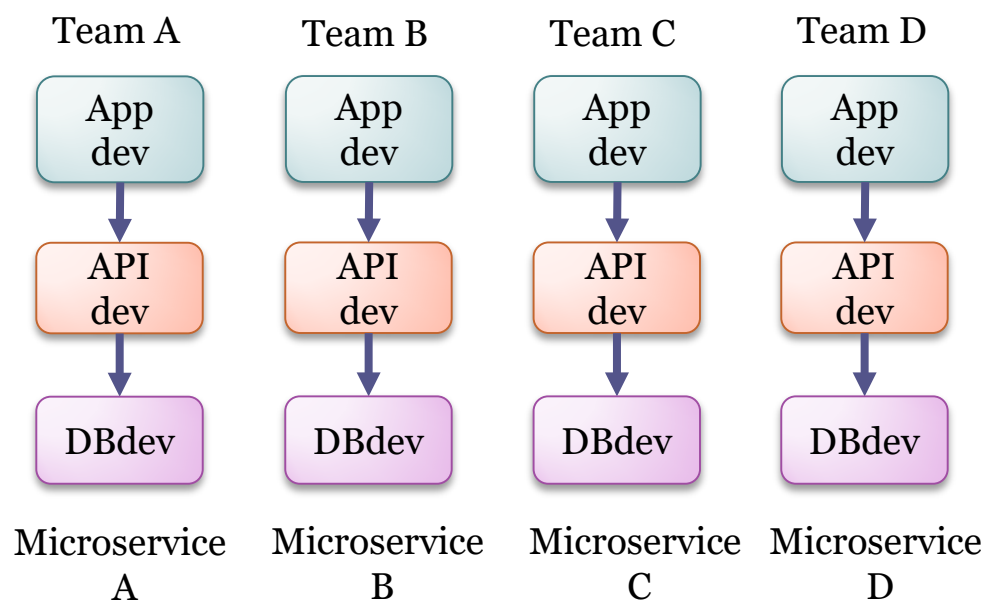 Team A
Team B
Team C
Team D
App
dev
App
dev
App
dev
App
dev
API
dev
API
dev
API
dev
API
dev
DBdev
DBdev
DBdev
DBdev
Microservice
A
Microservice
B
Microservice
C
Microservice
D